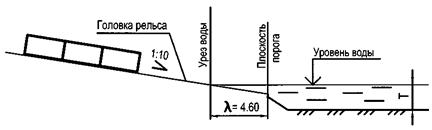 Головка рельса
1:10
Урез воды
Плоскость
порога
Уровень воды
λ= 4.60
T